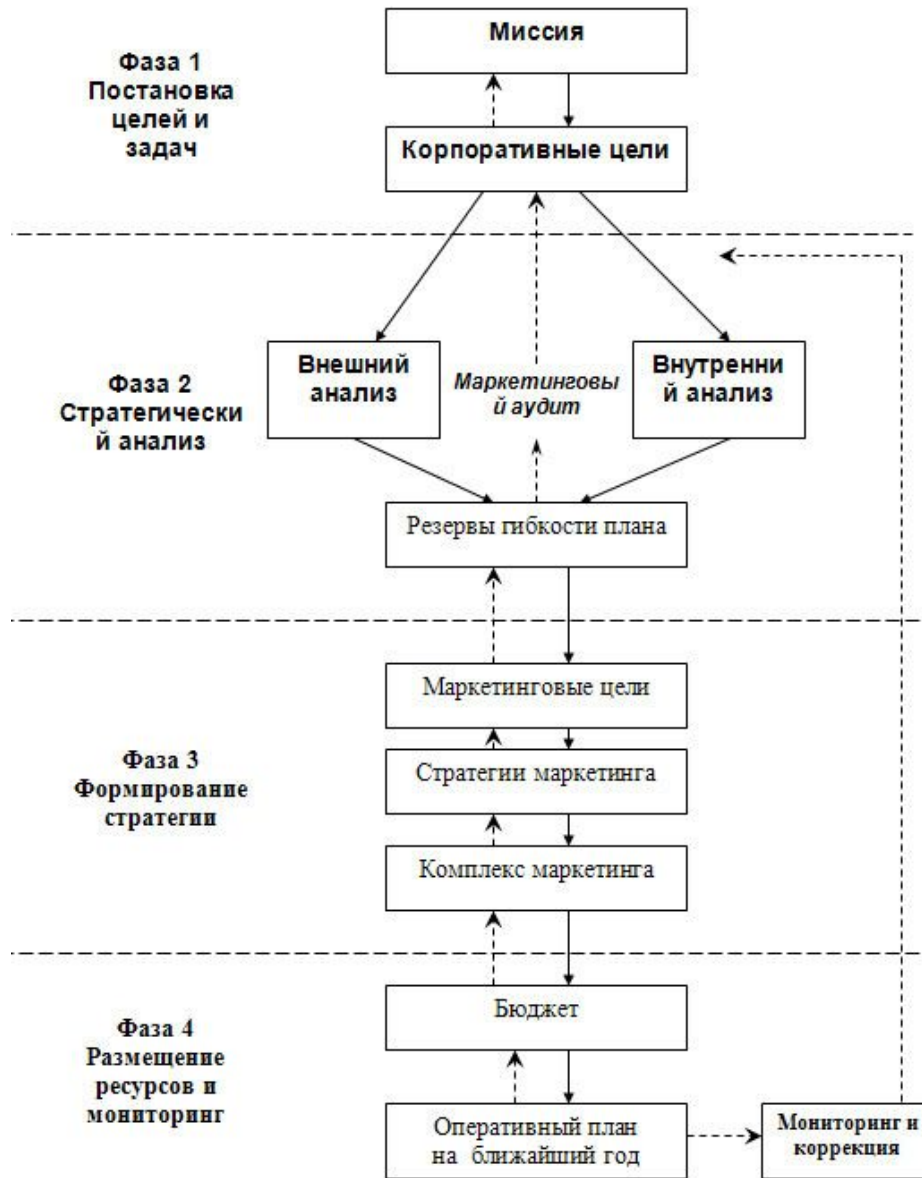 Миссия
Фаза 1
Постановка
целей и
задач
Корпоративные цели
Внешний
анализ
Маркетинговы
й аудит
Внутренни
й анализ
Фаза 2
Стратегически
й анализ
Резервы гибкости плана
Маркетинговые цели
Фаза 3
Формирование
стратегии
Стратегии маркетинга
Комплекс маркетинга
Бюджет
Фаза 4
Размещение
ресурсов и
мониторинг
Оперативный план
на ближайший год
Мониторинг и
коррекция